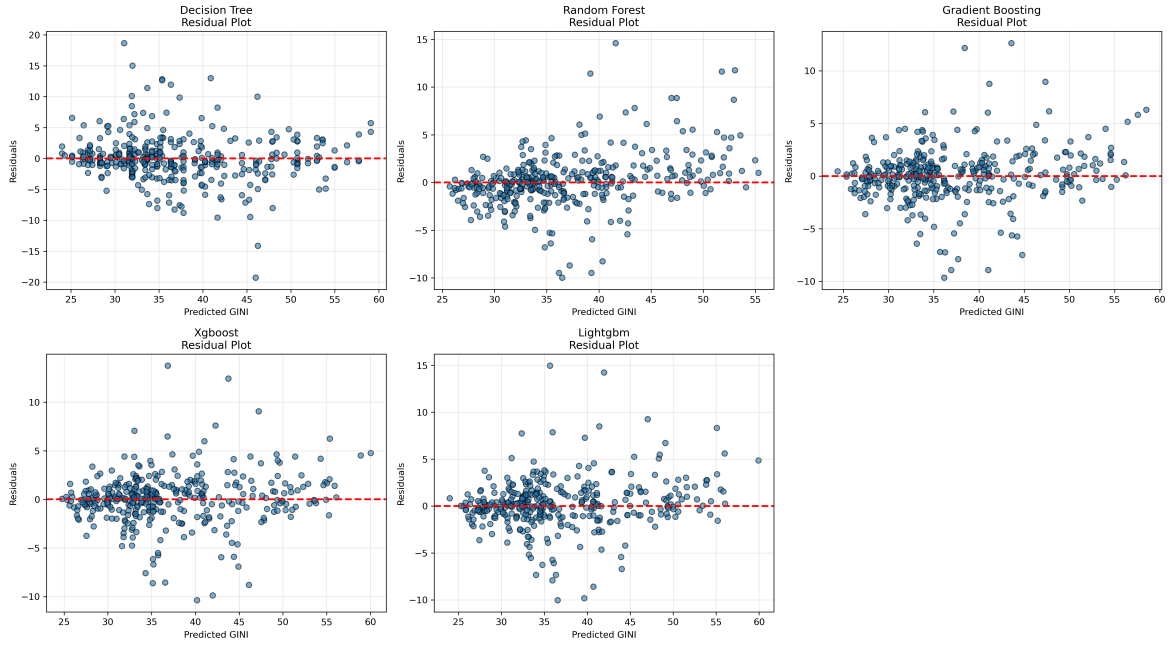 Decision Tree
Residual Plot
20
15
10
5
0
−5
−10
−15
−20
Residuals
25 30 35 40 45 50 55 60
Predicted GINI
Random Forest
Residual Plot
15
10
5
0
−5
−10
Residuals
25 30 35 40 45 50 55
Predicted GINI
Gradient Boosting
Residual Plot
10
5
0
−5
−10
Residuals
25 30 35 40 45 50 55 60
Predicted GINI
Xgboost
Residual Plot
10
5
0
−5
−10
Residuals
25 30 35 40 45 50 55 60
Predicted GINI
Lightgbm
Residual Plot
15
10
5
0
−5
−10
Residuals
25 30 35 40 45 50 55 60
Predicted GINI